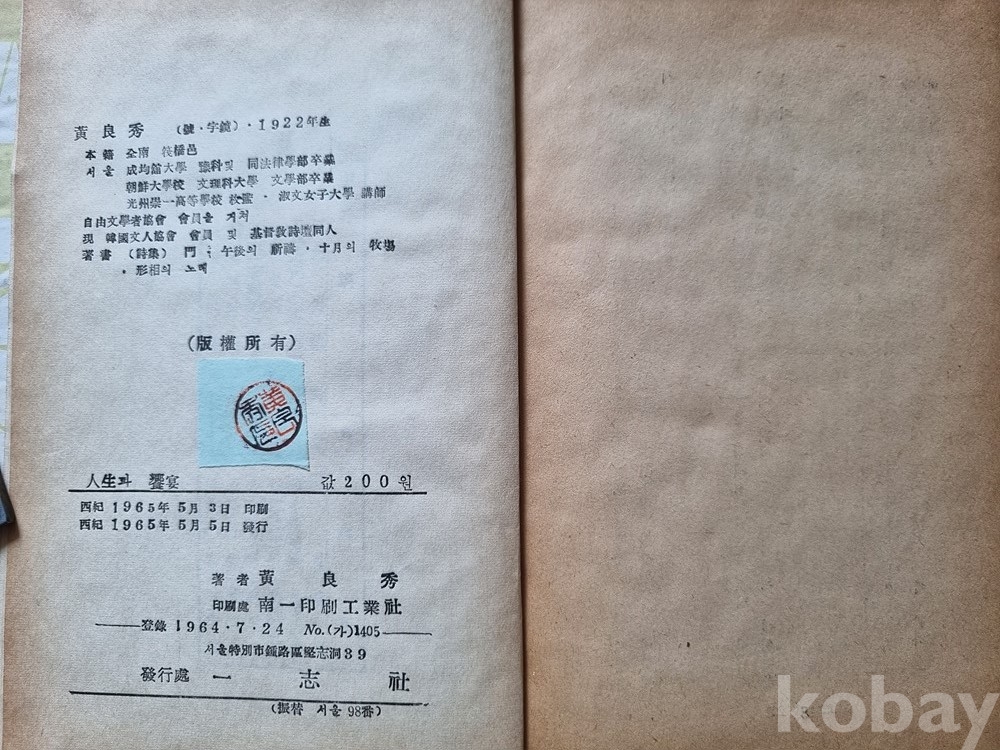 黃良秀 (號·字鏡)·1922年生
本籍 全南 筏橋邑
서울 成均舘大學 豫科및 同法律學部卒業
朝鮮大學校 文理科大學 文學部卒業
光州崇一高等學校 校監·淑文女子大學 講師
自由文學者協會 會員을 거쳐
現 韓國文人協會 會員 및 基督敎詩壇同人
著書 (詩集) 門·午後의 祈禱·十月의 牧場
·形相의 노래
(版權所有)
人生과 饗宴 값200원
西紀 1965年 5月 3日 印刷
西紀 1965年 5月 5日 發行
著者 黃良秀
印刷處 南一印刷工業社
登錄 1964·7·24 No.(가)1405
서울特別市鍾路區堅志洞39
發行處 一志社
(振替 서울 98番)
kobay